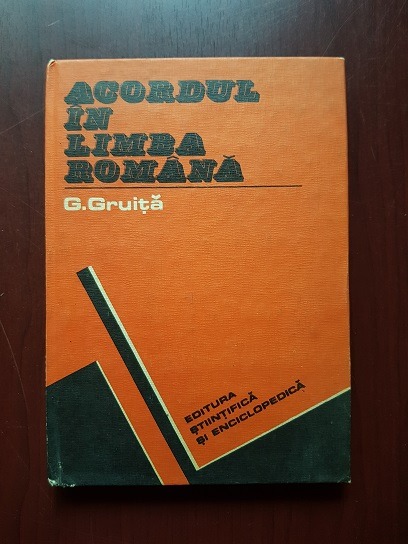 ACORDUL
ÎN
LIMBA
ROMÂNĂ
G.Gruiță
EDITURA
ȘTIINȚIFICĂ
ȘI ENCICLOPEDICĂ